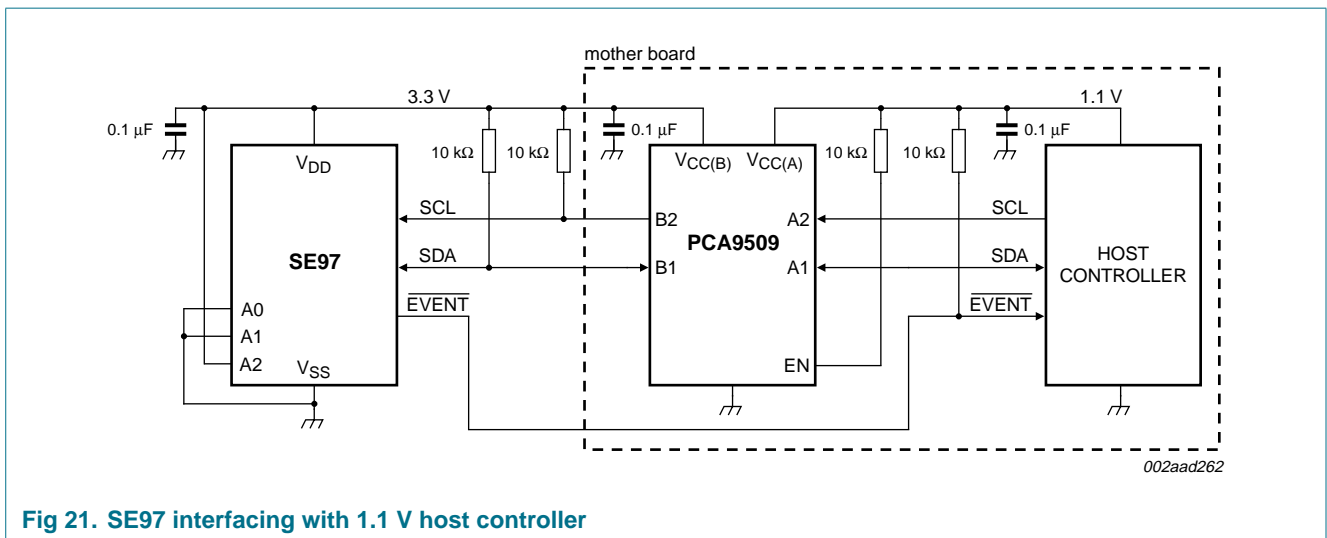 mother board
3.3 V
1.1 V
0.1 μF
10 kΩ
10 kΩ
0.1 μF
10 kΩ
10 kΩ
0.1 μF
VDD
VCC(B)
VCC(A)
SCL
B2
A2
SCL
SE97
PCA9509
HOST
CONTROLLER
SDA
B1
A1
SDA
EVENT
EVENT
A0
A1
A2
VSS
EN
002aad262
Fig 21. SE97 interfacing with 1.1 V host controller